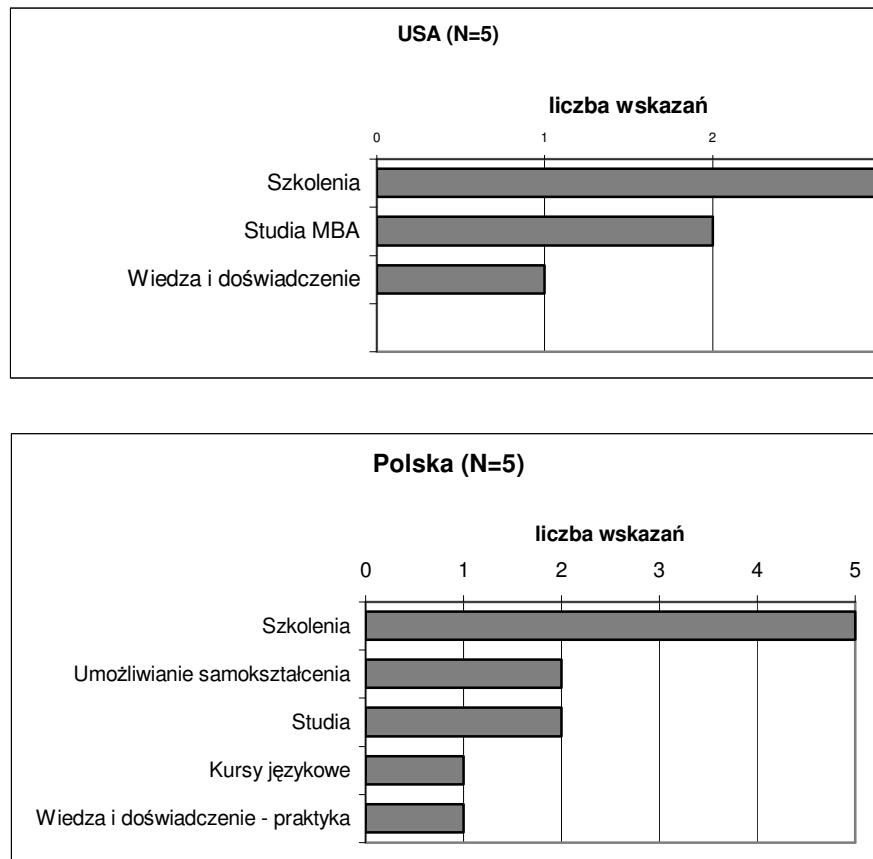 USA (N=5)
liczba wskazań
0 1 2
Szkolenia
Studia MBA
Wiedza i doświadczenie
Polska (N=5)
liczba wskazań
0 1 2 3 4 5
Szkolenia
Umożliwianie samokształcenia
Studia
Kursy językowe
Wiedza i doświadczenie - praktyka